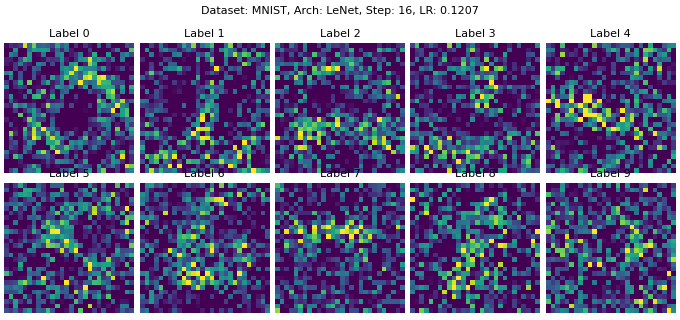 Dataset: MNIST, Arch: LeNet, Step: 16, LR: 0.1207
Label 0 Label 1 Label 2 Label 3 Label 4
Label 5 Label 6 Label 7 Label 8 Label 9